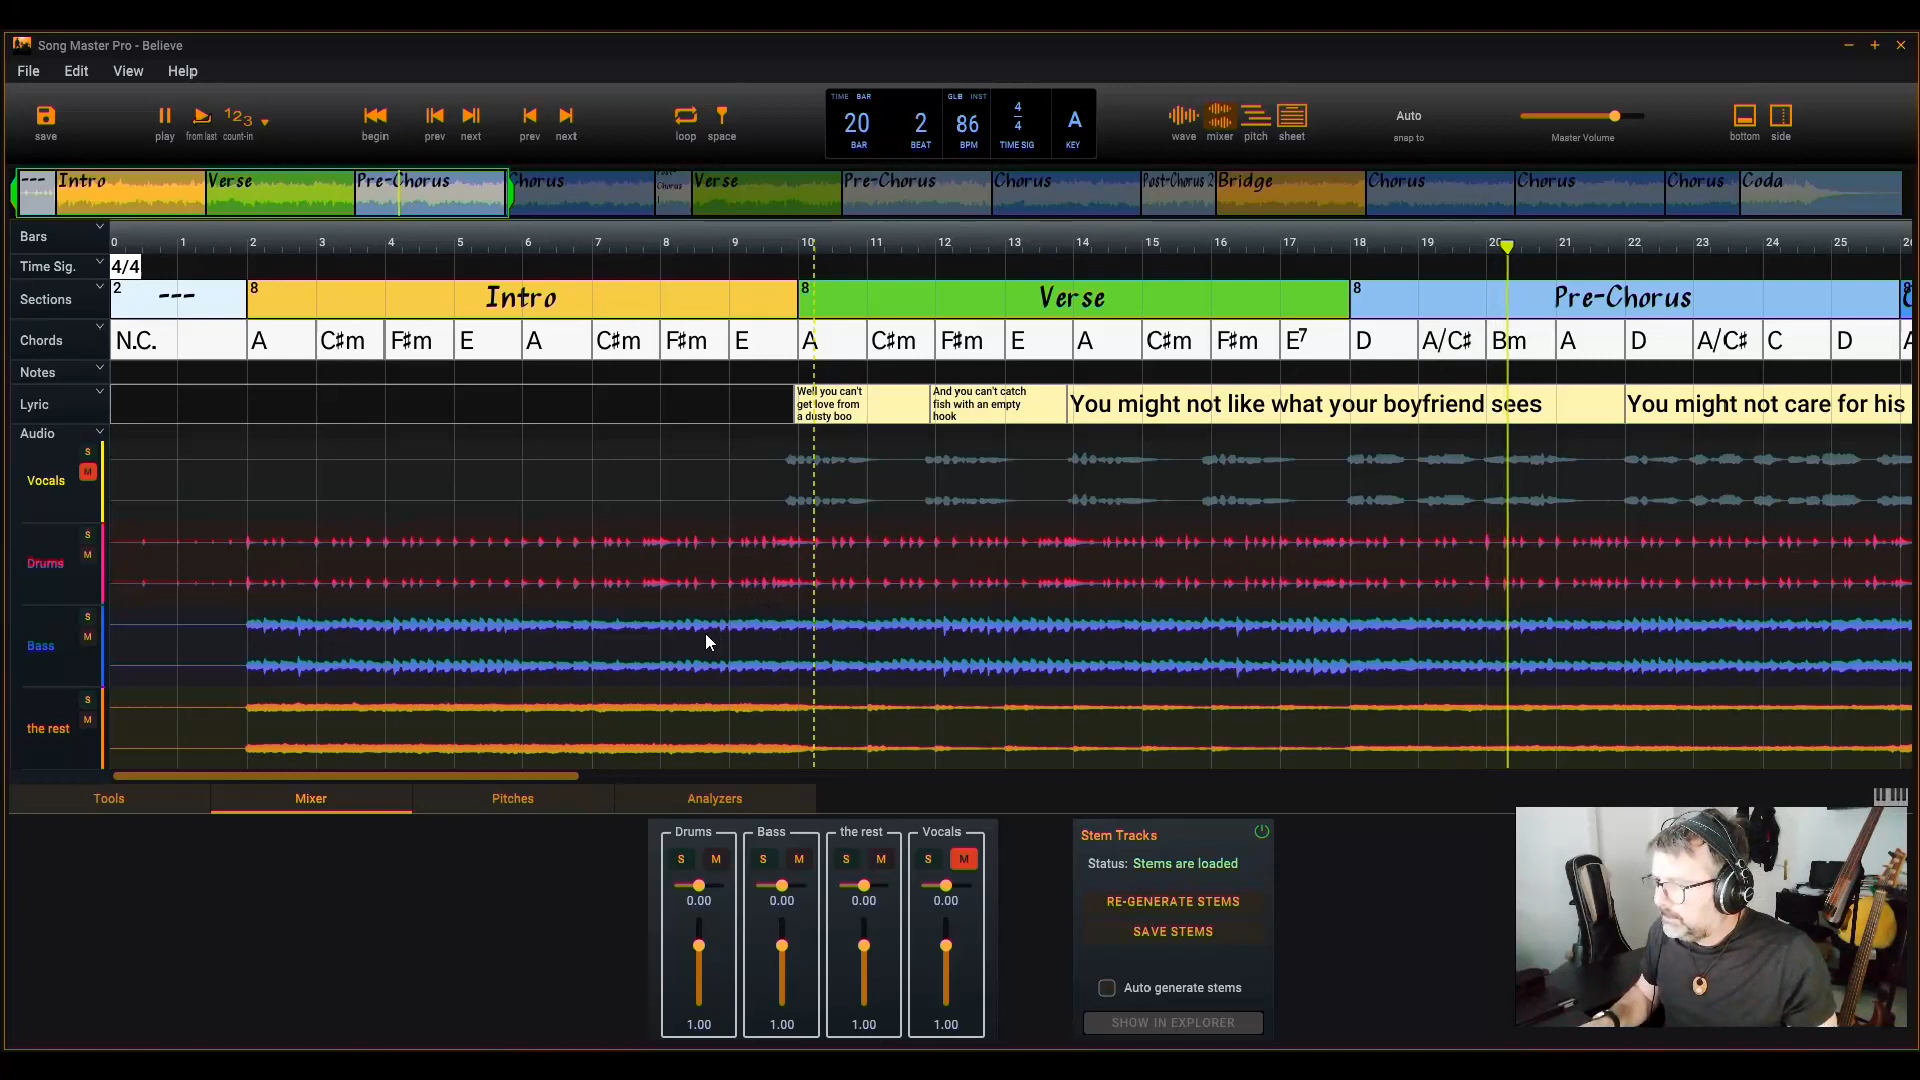 Song Master Pro - Believe
File Edit View Help
save
play
from last
123
count-in
begin
prev
next
prev
next
loop
space
TIME BAR GLB INST
20 2 86 4/4 A
BAR BEAT BPM TIME SIG KEY
wave mixer pitch sheet
Auto
snap to
Master Volume
bottom side
--- Intro Verse Pre-Chorus Chorus Post-Chorus 1 Verse Pre-Chorus Chorus Post-Chorus 2 Bridge Chorus Chorus Chorus Coda
Bars 0 1 2 3 4 5 6 7 8 9 10 11 12 13 14 15 16 17 18 19 20 21 22 23 24 25 26
Time Sig. 4/4
Sections 2 --- 8 Intro 8 Verse 8 Pre-Chorus 8
Chords N.C. A C♯m F♯m E A C♯m F♯m E A C♯m F♯m E A C♯m F♯m E7 D A/C♯ Bm A D A/C♯ C D A
Notes
Lyric
Well you can't
get love from
a dusty boo
And you can't catch
fish with an empty
hook
You might not like what your boyfriend sees
You might not care for his
Audio
Vocals S M
Drums S M
Bass S M
the rest S M
Tools Mixer Pitches Analyzers
Drums Bass the rest Vocals
S M S M S M S M
0.00 0.00 0.00 0.00
1.00 1.00 1.00 1.00
Stem Tracks
Status: Stems are loaded
RE-GENERATE STEMS
SAVE STEMS
Auto generate stems
SHOW IN EXPLORER